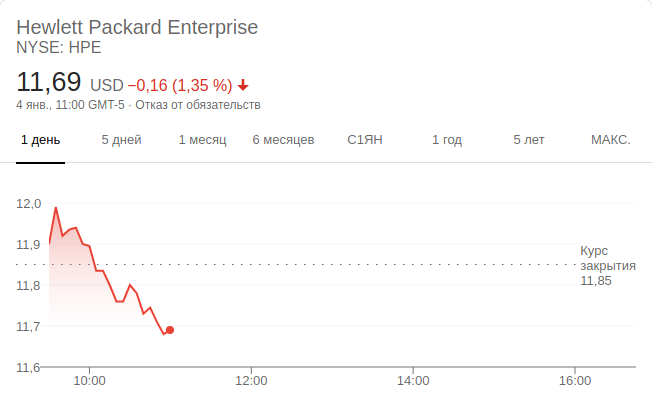 Hewlett Packard Enterprise
NYSE: HPE
11,69 USD −0,16 (1,35 %)
4 янв., 11:00 GMT-5 · Отказ от обязательств
1 день 5 дней 1 месяц 6 месяцев С1ЯН 1 год 5 лет МАКС.
12,0
11,9
Курс
закрытия
11,85
11,8
11,7
11,6
10:00 12:00 14:00 16:00